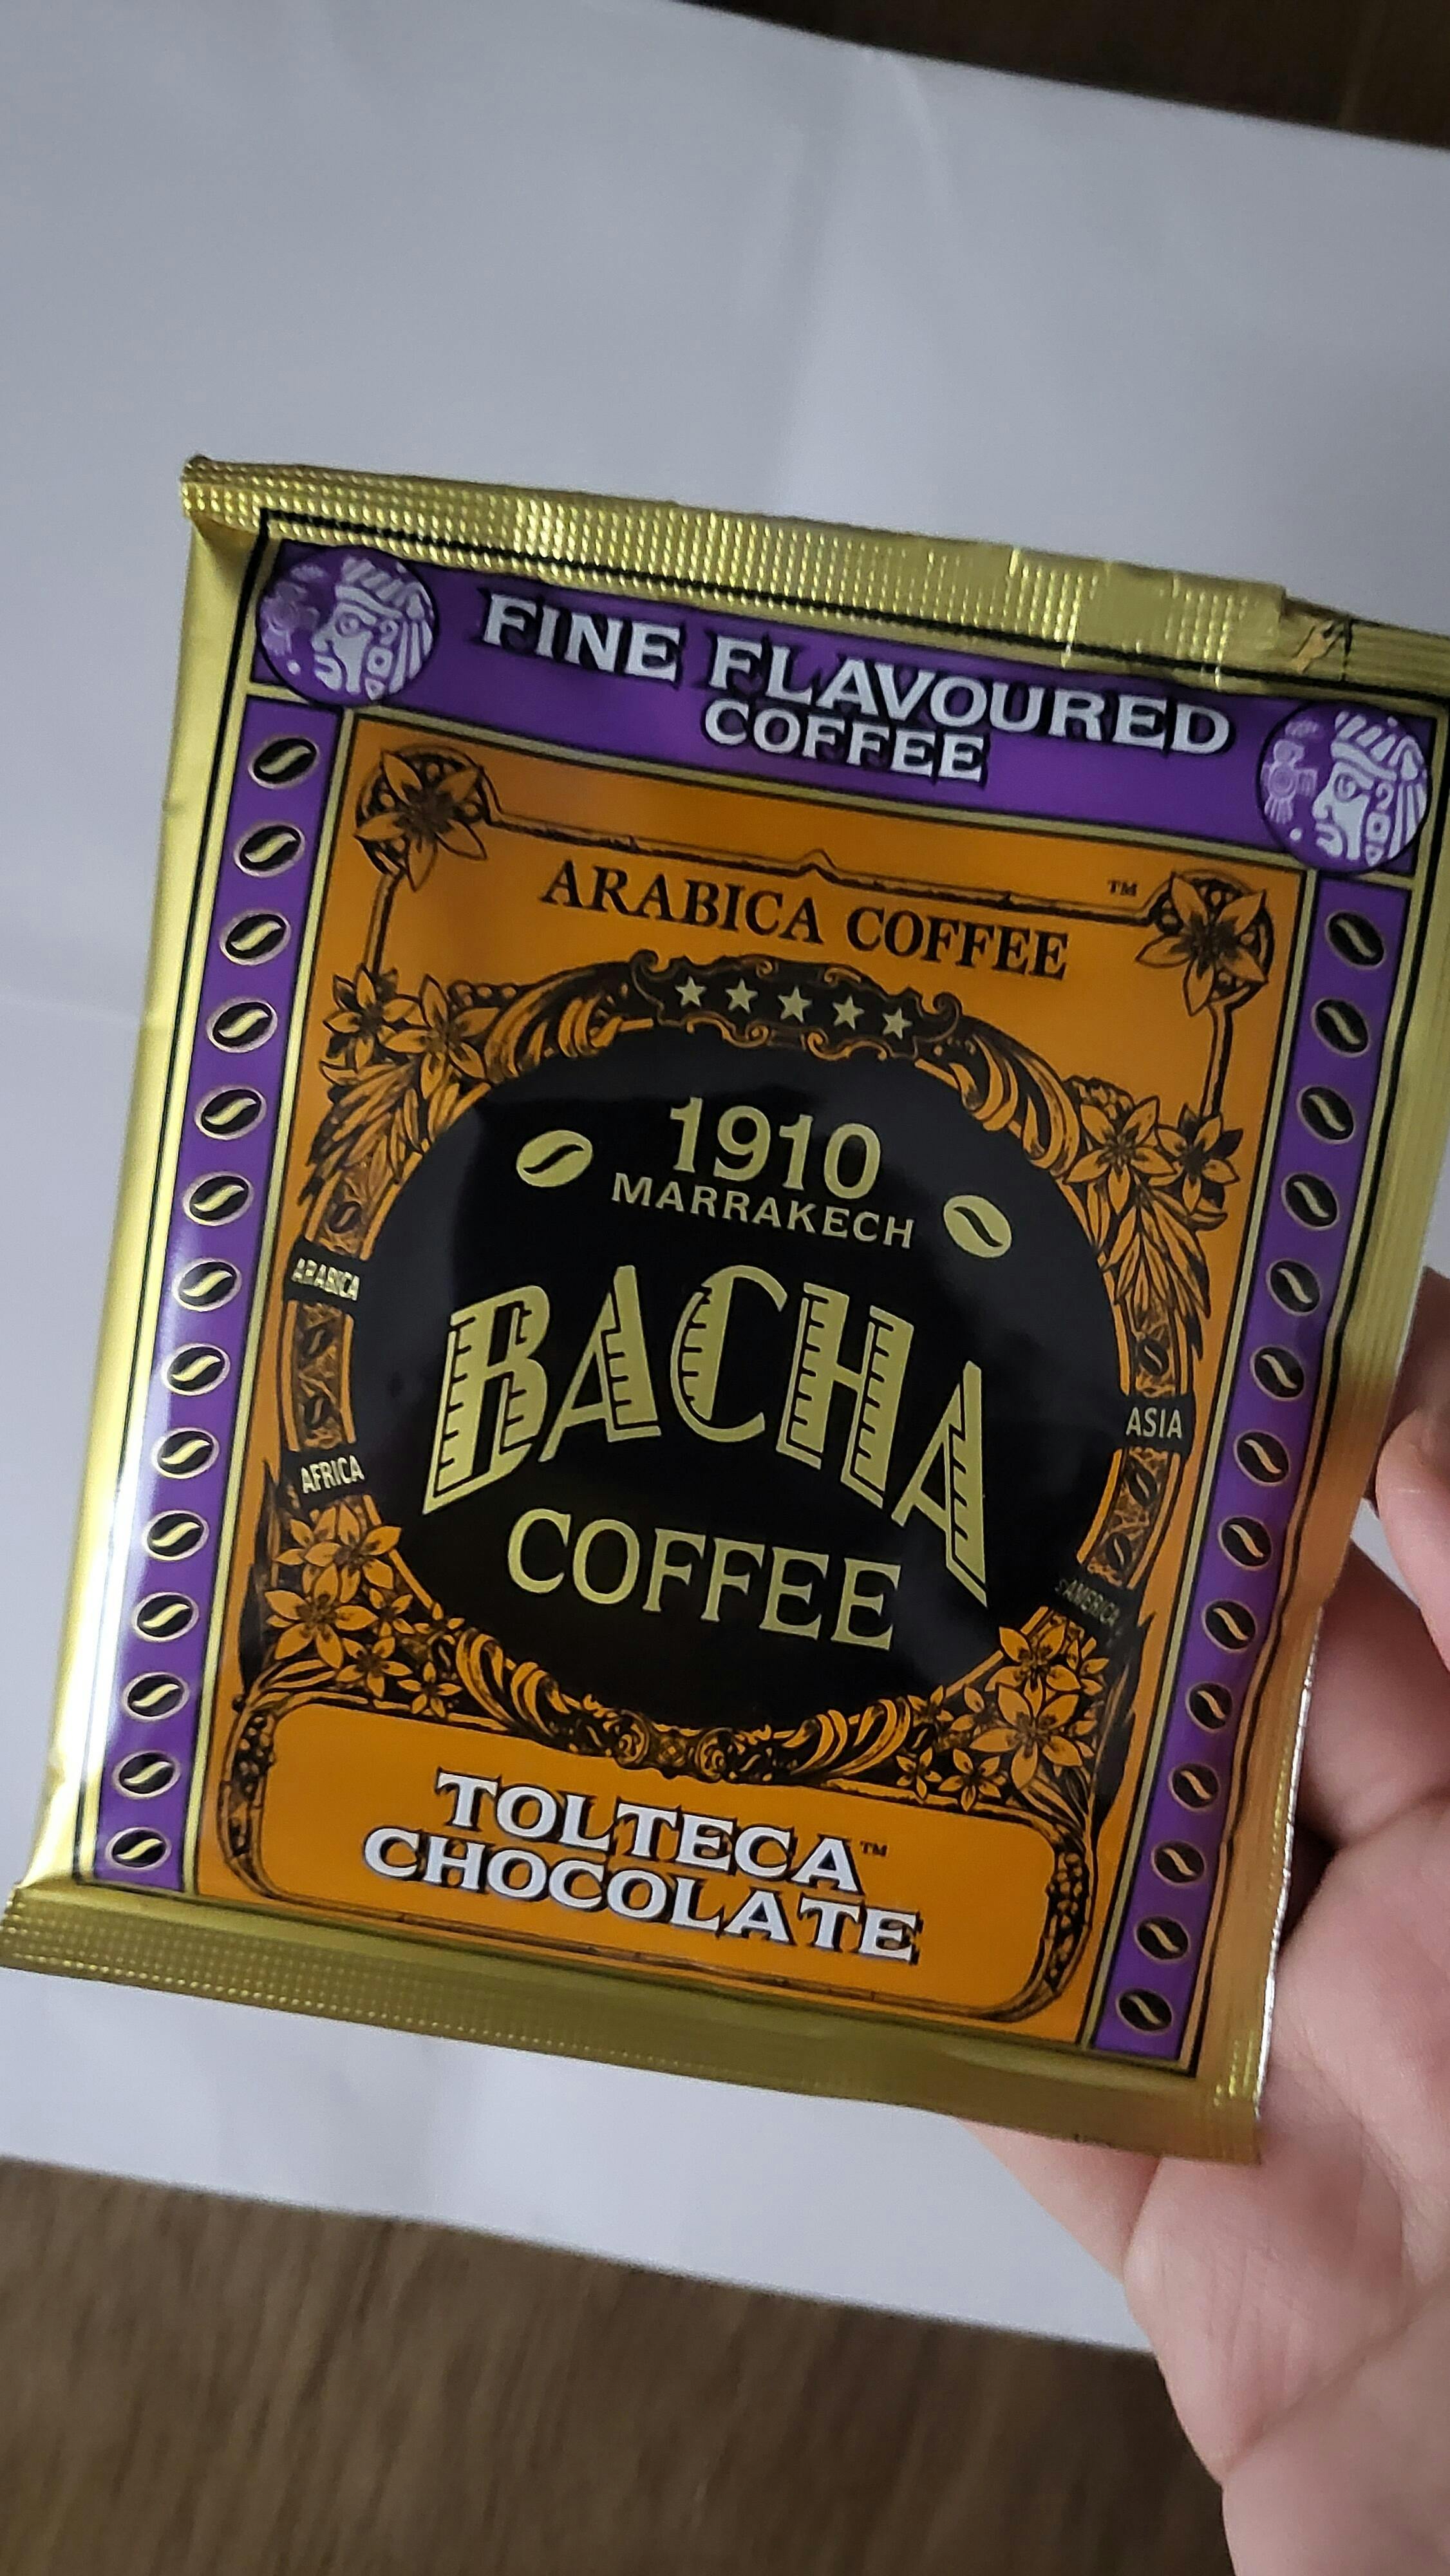 FINE FLAVOURED
COFFEE
ARABICA COFFEE
™
1910
MARRAKECH
BACHA
COFFEE
ARABICA
AFRICA
ASIA
S.AMERICA
TOLTECA™
CHOCOLATE